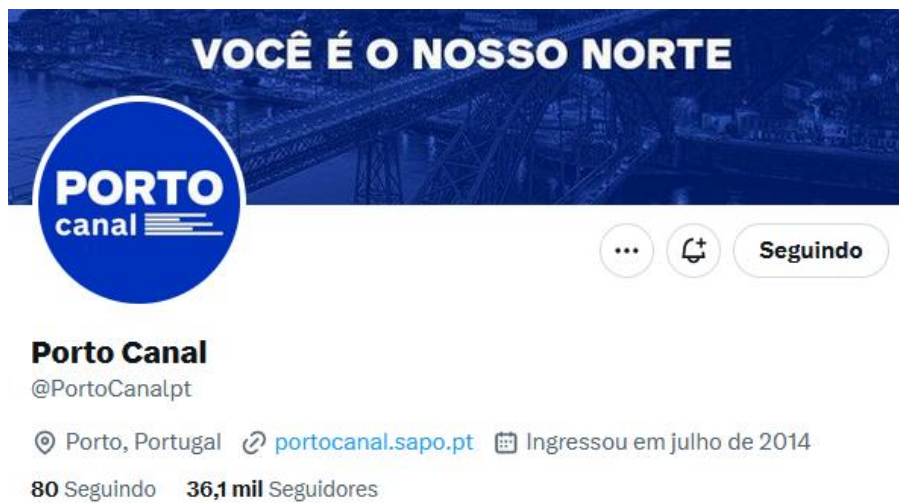 VOCÊ É O NOSSO NORTE
PORTO
canal
Seguindo
Porto Canal
@PortoCanalpt
Porto, Portugal portocanal.sapo.pt Ingressou em julho de 2014
80 Seguindo 36,1 mil Seguidores